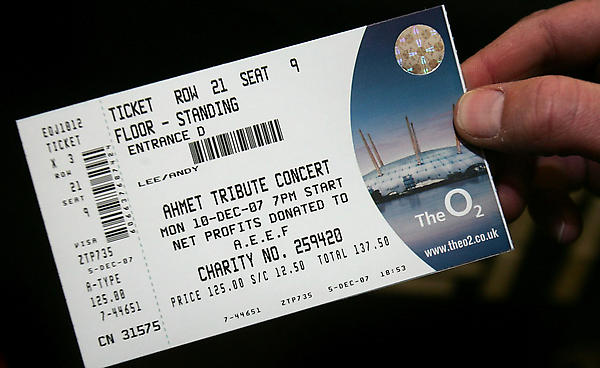 EOJ1012
TICKET
X 3
ROW
21
SEAT
9
VISA
ZTP735
5-DEC-07
A-TYPE
125.00
7-44651
CN 31575
TICKET ROW 21 SEAT 9
FLOOR - STANDING
ENTRANCE D
LEE/ANDY
AHMET TRIBUTE CONCERT
MON 10-DEC-07 7PM START
NET PROFITS DONATED TO
A.E.E.F
CHARITY NO. 259420
PRICE 125.00 S/C 12.50 TOTAL 137.50
7-44651 ZTP735 5-DEC-07 18:53
The O2
The O2
www.theo2.co.uk